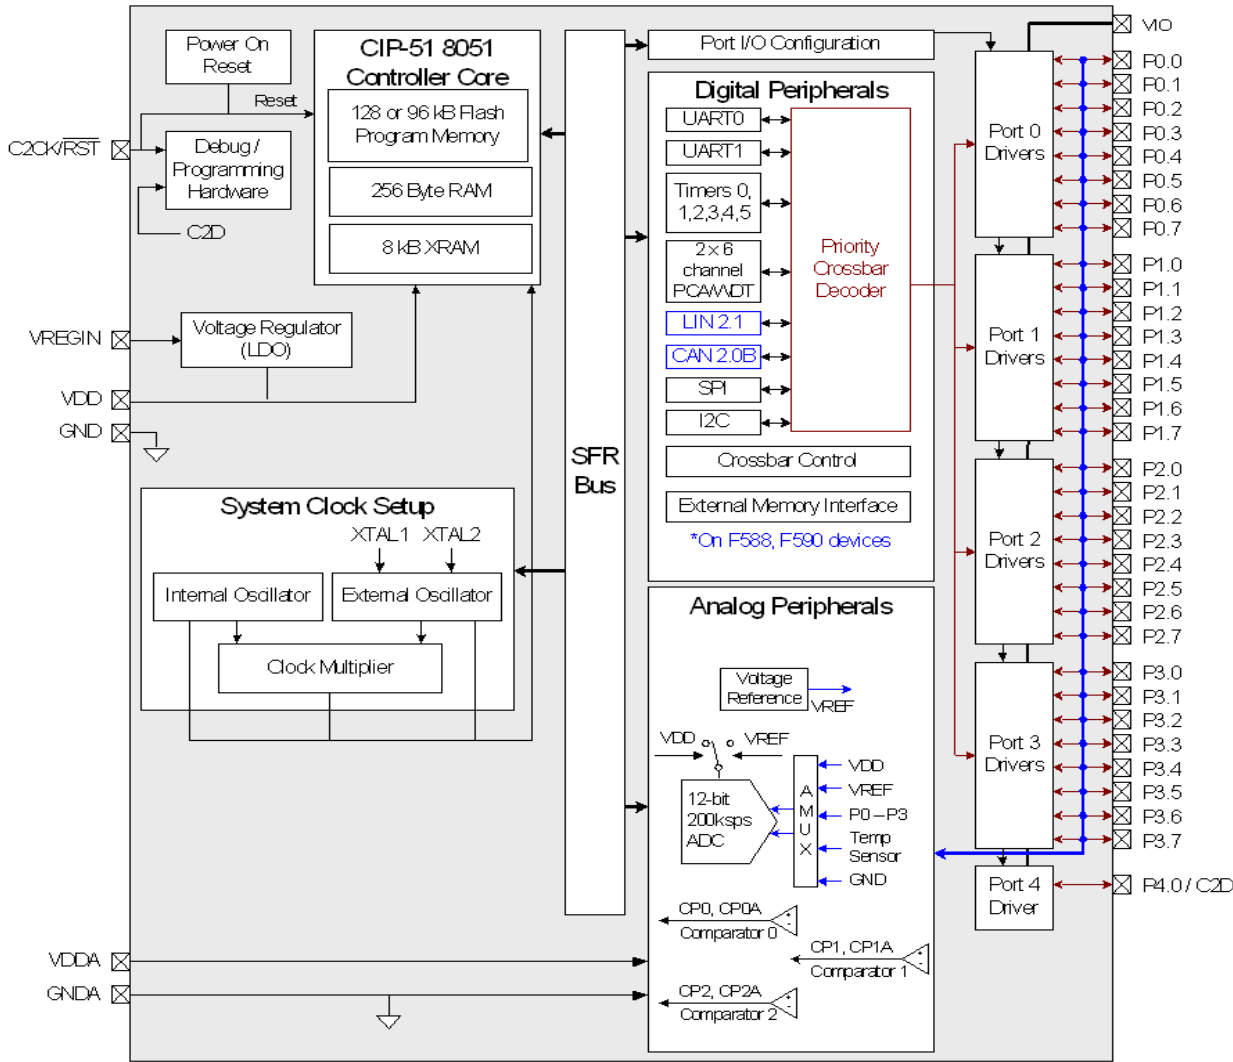 Power On
Reset
Reset
C2CK/RST
Debug /
Programming
Hardware
C2D
CIP-51 8051
Controller Core
128 or 96 kB Flash
Program Memory
256 Byte RAM
8 kB XRAM
VREGIN
Voltage Regulator
(LDO)
VDD
GND
System Clock Setup
XTAL1 XTAL2
Internal Oscillator
External Oscillator
Clock Multiplier
VDDA
GNDA
SFR
Bus
Port I/O Configuration
Digital Peripherals
UART0
UART1
Timers 0,
1,2,3,4,5
2 x 6
channel
PCA/WDT
LIN 2.1
CAN 2.0B
SPI
I2C
Priority
Crossbar
Decoder
Crossbar Control
External Memory Interface
*On F588, F590 devices
Analog Peripherals
Voltage
Reference
VREF
VDD
VREF
12-bit
200ksps
ADC
A
M
U
X
VDD
VREF
P0 – P3
Temp
Sensor
GND
CP0, CP0A
Comparator 0
+
-
CP1, CP1A
Comparator 1
+
-
CP2, CP2A
Comparator 2
+
-
Port 0
Drivers
Port 1
Drivers
Port 2
Drivers
Port 3
Drivers
Port 4
Driver
VIO
P0.0
P0.1
P0.2
P0.3
P0.4
P0.5
P0.6
P0.7
P1.0
P1.1
P1.2
P1.3
P1.4
P1.5
P1.6
P1.7
P2.0
P2.1
P2.2
P2.3
P2.4
P2.5
P2.6
P2.7
P3.0
P3.1
P3.2
P3.3
P3.4
P3.5
P3.6
P3.7
P4.0 / C2D